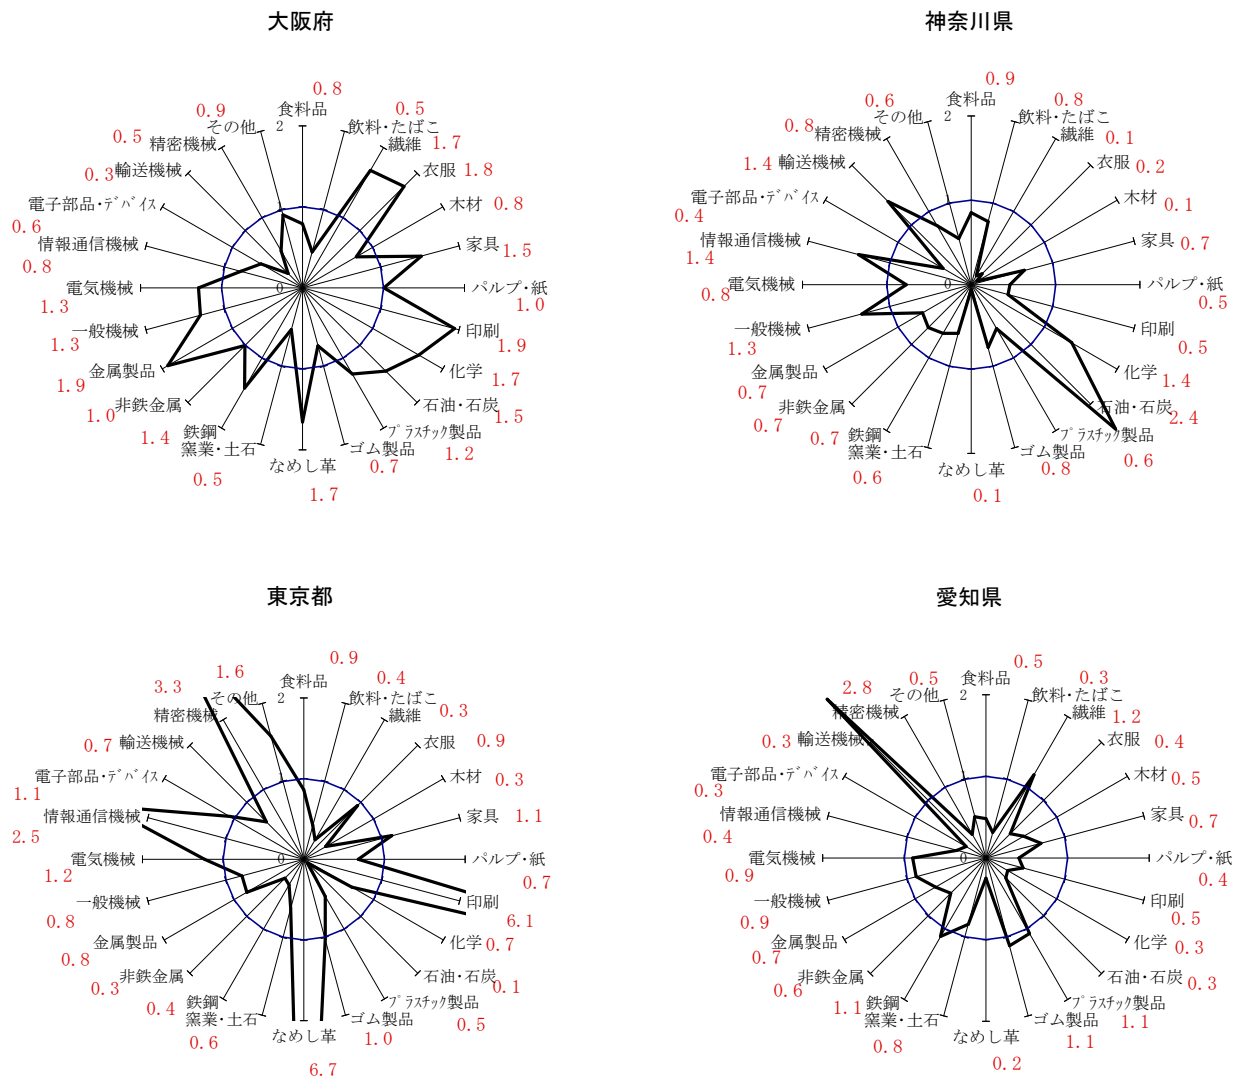 大阪府
0.8
食料品
2
0.5
飲料・たばこ
繊維 1.7
衣服 1.8
木材 0.8
家具
1.5
パルプ・紙
1.0
印刷
1.9
化学
1.7
石油・石炭
1.5
プラスチック製品
1.2
ゴム製品
0.7
なめし革
1.7
窯業・土石
0.5
鉄鋼
1.4
非鉄金属
1.0
金属製品
1.9
一般機械
1.3
電気機械
1.3
0
情報通信機械
0.8
電子部品・デバイス
0.6
輸送機械
0.3
精密機械
0.5
その他
0.9
神奈川県
0.9
食料品
2
0.8
飲料・たばこ
繊維
0.1
衣服 0.2
木材
0.1
家具
0.7
パルプ・紙
0.5
印刷
0.5
化学
1.4
石油・石炭
2.4
プラスチック製品
0.6
ゴム製品
0.8
なめし革
0.1
窯業・土石
0.6
鉄鋼
0.7
非鉄金属
0.7
金属製品
0.7
一般機械
1.3
電気機械
0.8
0
情報通信機械
1.4
電子部品・デバイス
0.4
輸送機械
1.4
精密機械
0.8
その他
0.6
東京都
0.9
食料品
2
0.4
飲料・たばこ
繊維
0.3
衣服
0.9
木材
0.3
家具
1.1
パルプ・紙
0.7
印刷
6.1
化学 0.7
石油・石炭
0.1
プラスチック製品
0.5
ゴム製品
1.0
なめし革
6.7
窯業・土石
0.6
鉄鋼
0.4
非鉄金属
0.3
金属製品
0.8
一般機械
0.8
電気機械
1.2
0
1
情報通信機械
2.5
電子部品・デバイス
1.1
輸送機械
0.7
精密機械
3.3
その他
1.6
愛知県
0.5
食料品
2
0.3
飲料・たばこ
繊維 1.2
衣服
0.4
木材
0.5
家具
0.7
パルプ・紙
0.4
印刷
0.5
化学
0.3
石油・石炭
0.3
プラスチック製品
1.1
ゴム製品
1.1
なめし革
0.2
窯業・土石
0.8
鉄鋼
1.1
非鉄金属
0.6
金属製品
0.7
一般機械
0.9
電気機械
0.9
0
情報通信機械
0.4
電子部品・デバイス
0.3
輸送機械
0.3
精密機械
2.8
その他
0.5